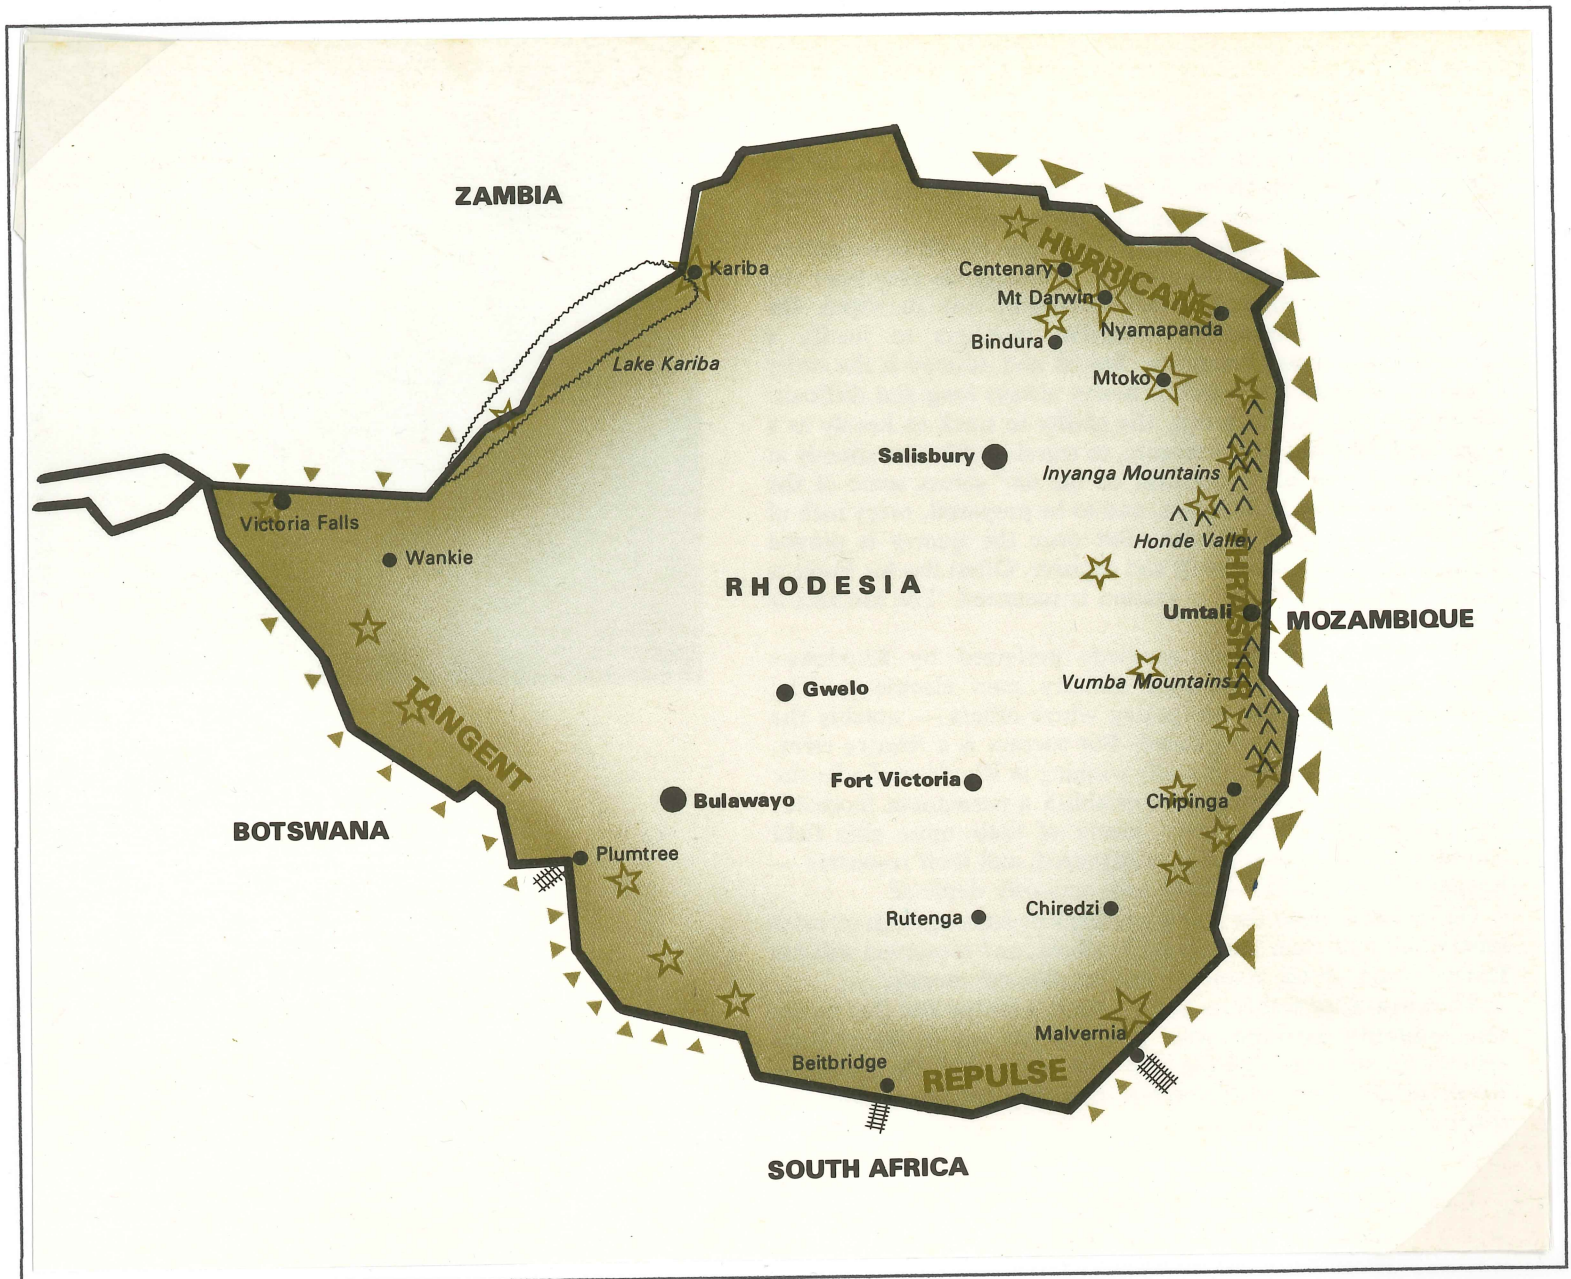 ZAMBIA
HURRICANE
Kariba
Centenary
Mt Darwin
Nyamapanda
Bindura
Lake Kariba
Mtoko
Salisbury
Inyanga Mountains
Victoria Falls
Honde Valley
Wankie
RHODESIA
THRASHER
Umtali
MOZAMBIQUE
Vumba Mountains
Gwelo
TANGENT
Fort Victoria
Bulawayo
Chipinga
BOTSWANA
Plumtree
Chiredzi
Rutenga
Malvernia
Beitbridge
REPULSE
SOUTH AFRICA